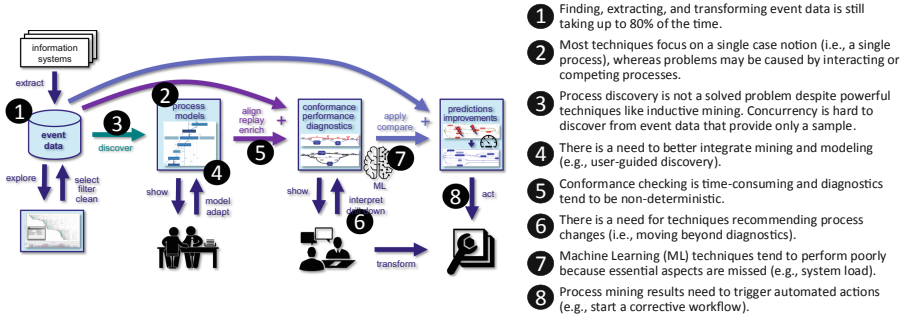 information
systems
extract
1
event
data
explore
select
filter
clean
3
discover
2
process
models
4
show
model
adapt
align
replay
enrich
+
5
conformance
performance
diagnostics
ML
show
interpret
drill down
6
apply
compare
+
7
predictions
improvements
8
act
transform
1 Finding, extracting, and transforming event data is still
taking up to 80% of the time.
2 Most techniques focus on a single case notion (i.e., a single
process), whereas problems may be caused by interacting or
competing processes.
3 Process discovery is not a solved problem despite powerful
techniques like inductive mining. Concurrency is hard to
discover from event data that provide only a sample.
4 There is a need to better integrate mining and modeling
(e.g., user-guided discovery).
5 Conformance checking is time-consuming and diagnostics
tend to be non-deterministic.
6 There is a need for techniques recommending process
changes (i.e., moving beyond diagnostics).
7 Machine Learning (ML) techniques tend to perform poorly
because essential aspects are missed (e.g., system load).
8 Process mining results need to trigger automated actions
(e.g., start a corrective workflow).